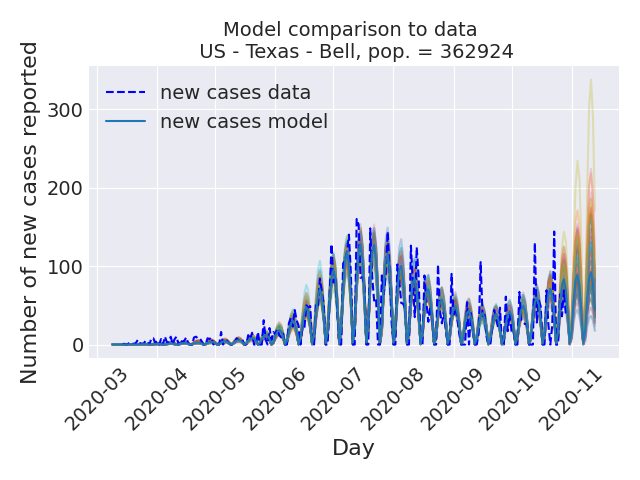 Model comparison to data
US - Texas - Bell, pop. = 362924
Number of new cases reported
300
200
100
0
new cases data
new cases model
2020-03
2020-04
2020-05
2020-06
2020-07
2020-08
2020-09
2020-10
2020-11
Day